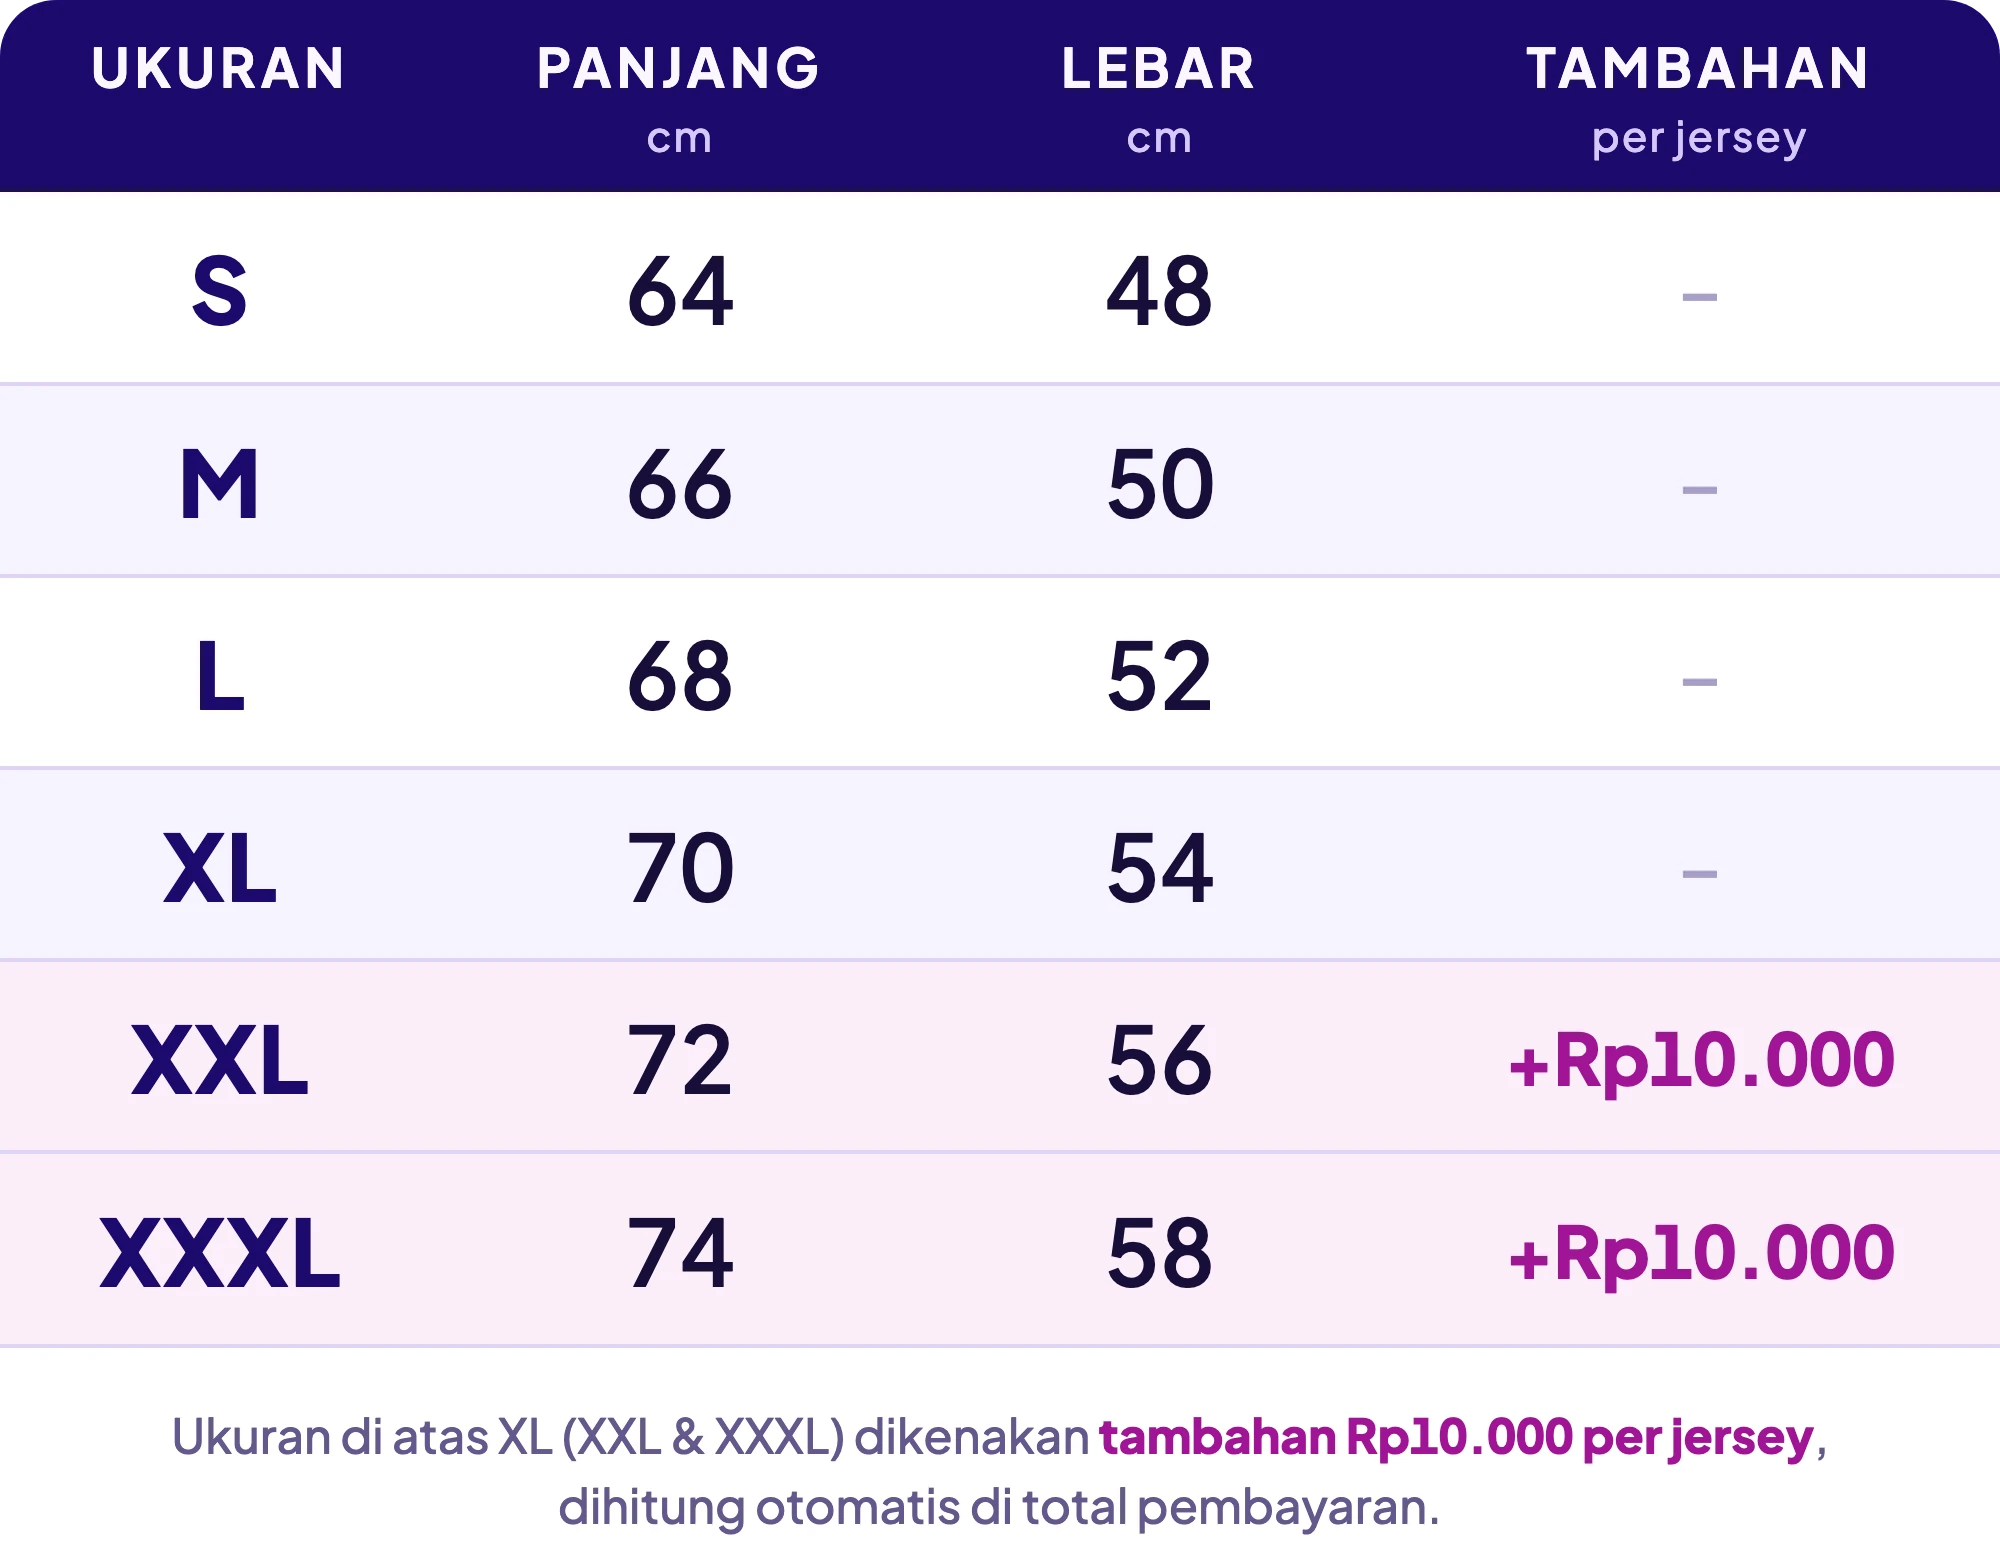 UKURAN PANJANG LEBAR TAMBAHAN
cm cm per jersey
S 64 48 –
M 66 50 –
L 68 52 –
XL 70 54 –
XXL 72 56 +Rp10.000
XXXL 74 58 +Rp10.000
Ukuran di atas XL (XXL & XXXL) dikenakan tambahan Rp10.000 per jersey,
dihitung otomatis di total pembayaran.